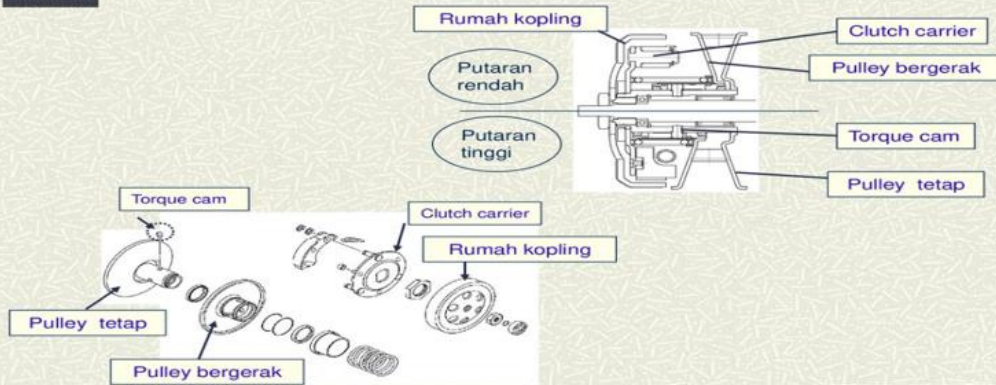 Rumah kopling
Clutch carrier
Putaran
rendah
Pulley bergerak
Putaran
tinggi
Torque cam
Pulley tetap
Torque cam
Clutch carrier
Rumah kopling
Pulley tetap
Pulley bergerak